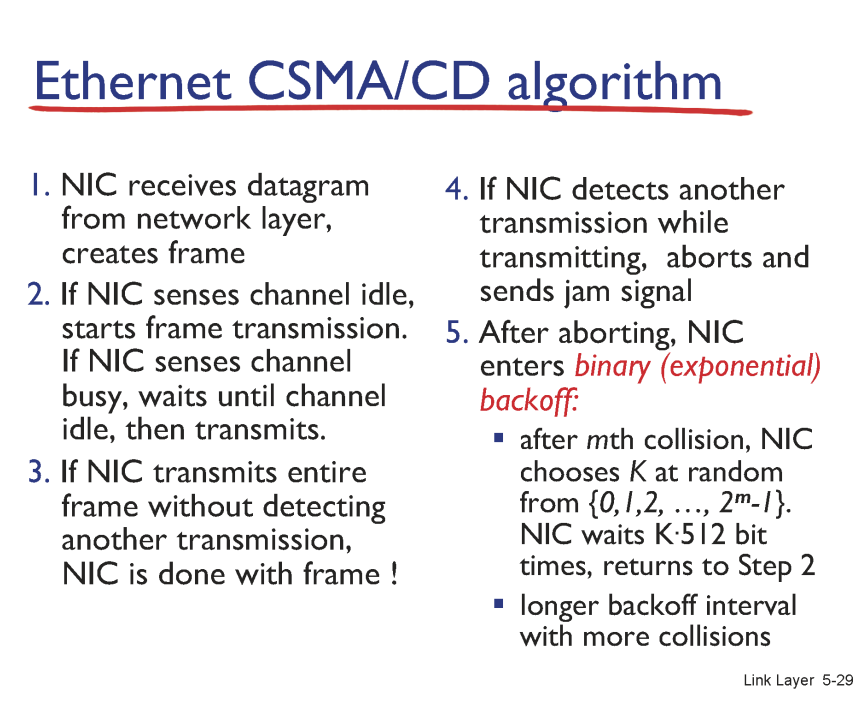 Ethernet CSMA/CD algorithm
1. NIC receives datagram
from network layer,
creates frame
2. If NIC senses channel idle,
starts frame transmission.
If NIC senses channel
busy, waits until channel
idle, then transmits.
3. If NIC transmits entire
frame without detecting
another transmission,
NIC is done with frame !
4. If NIC detects another
transmission while
transmitting,  aborts and
sends jam signal
5. After aborting, NIC
enters binary (exponential)
backoff:
▪ after mth collision, NIC
chooses K at random
from {0,1,2, …, 2ᵐ-1}.
NIC waits K·512 bit
times, returns to Step 2
▪ longer backoff interval
with more collisions
Link Layer 5-29